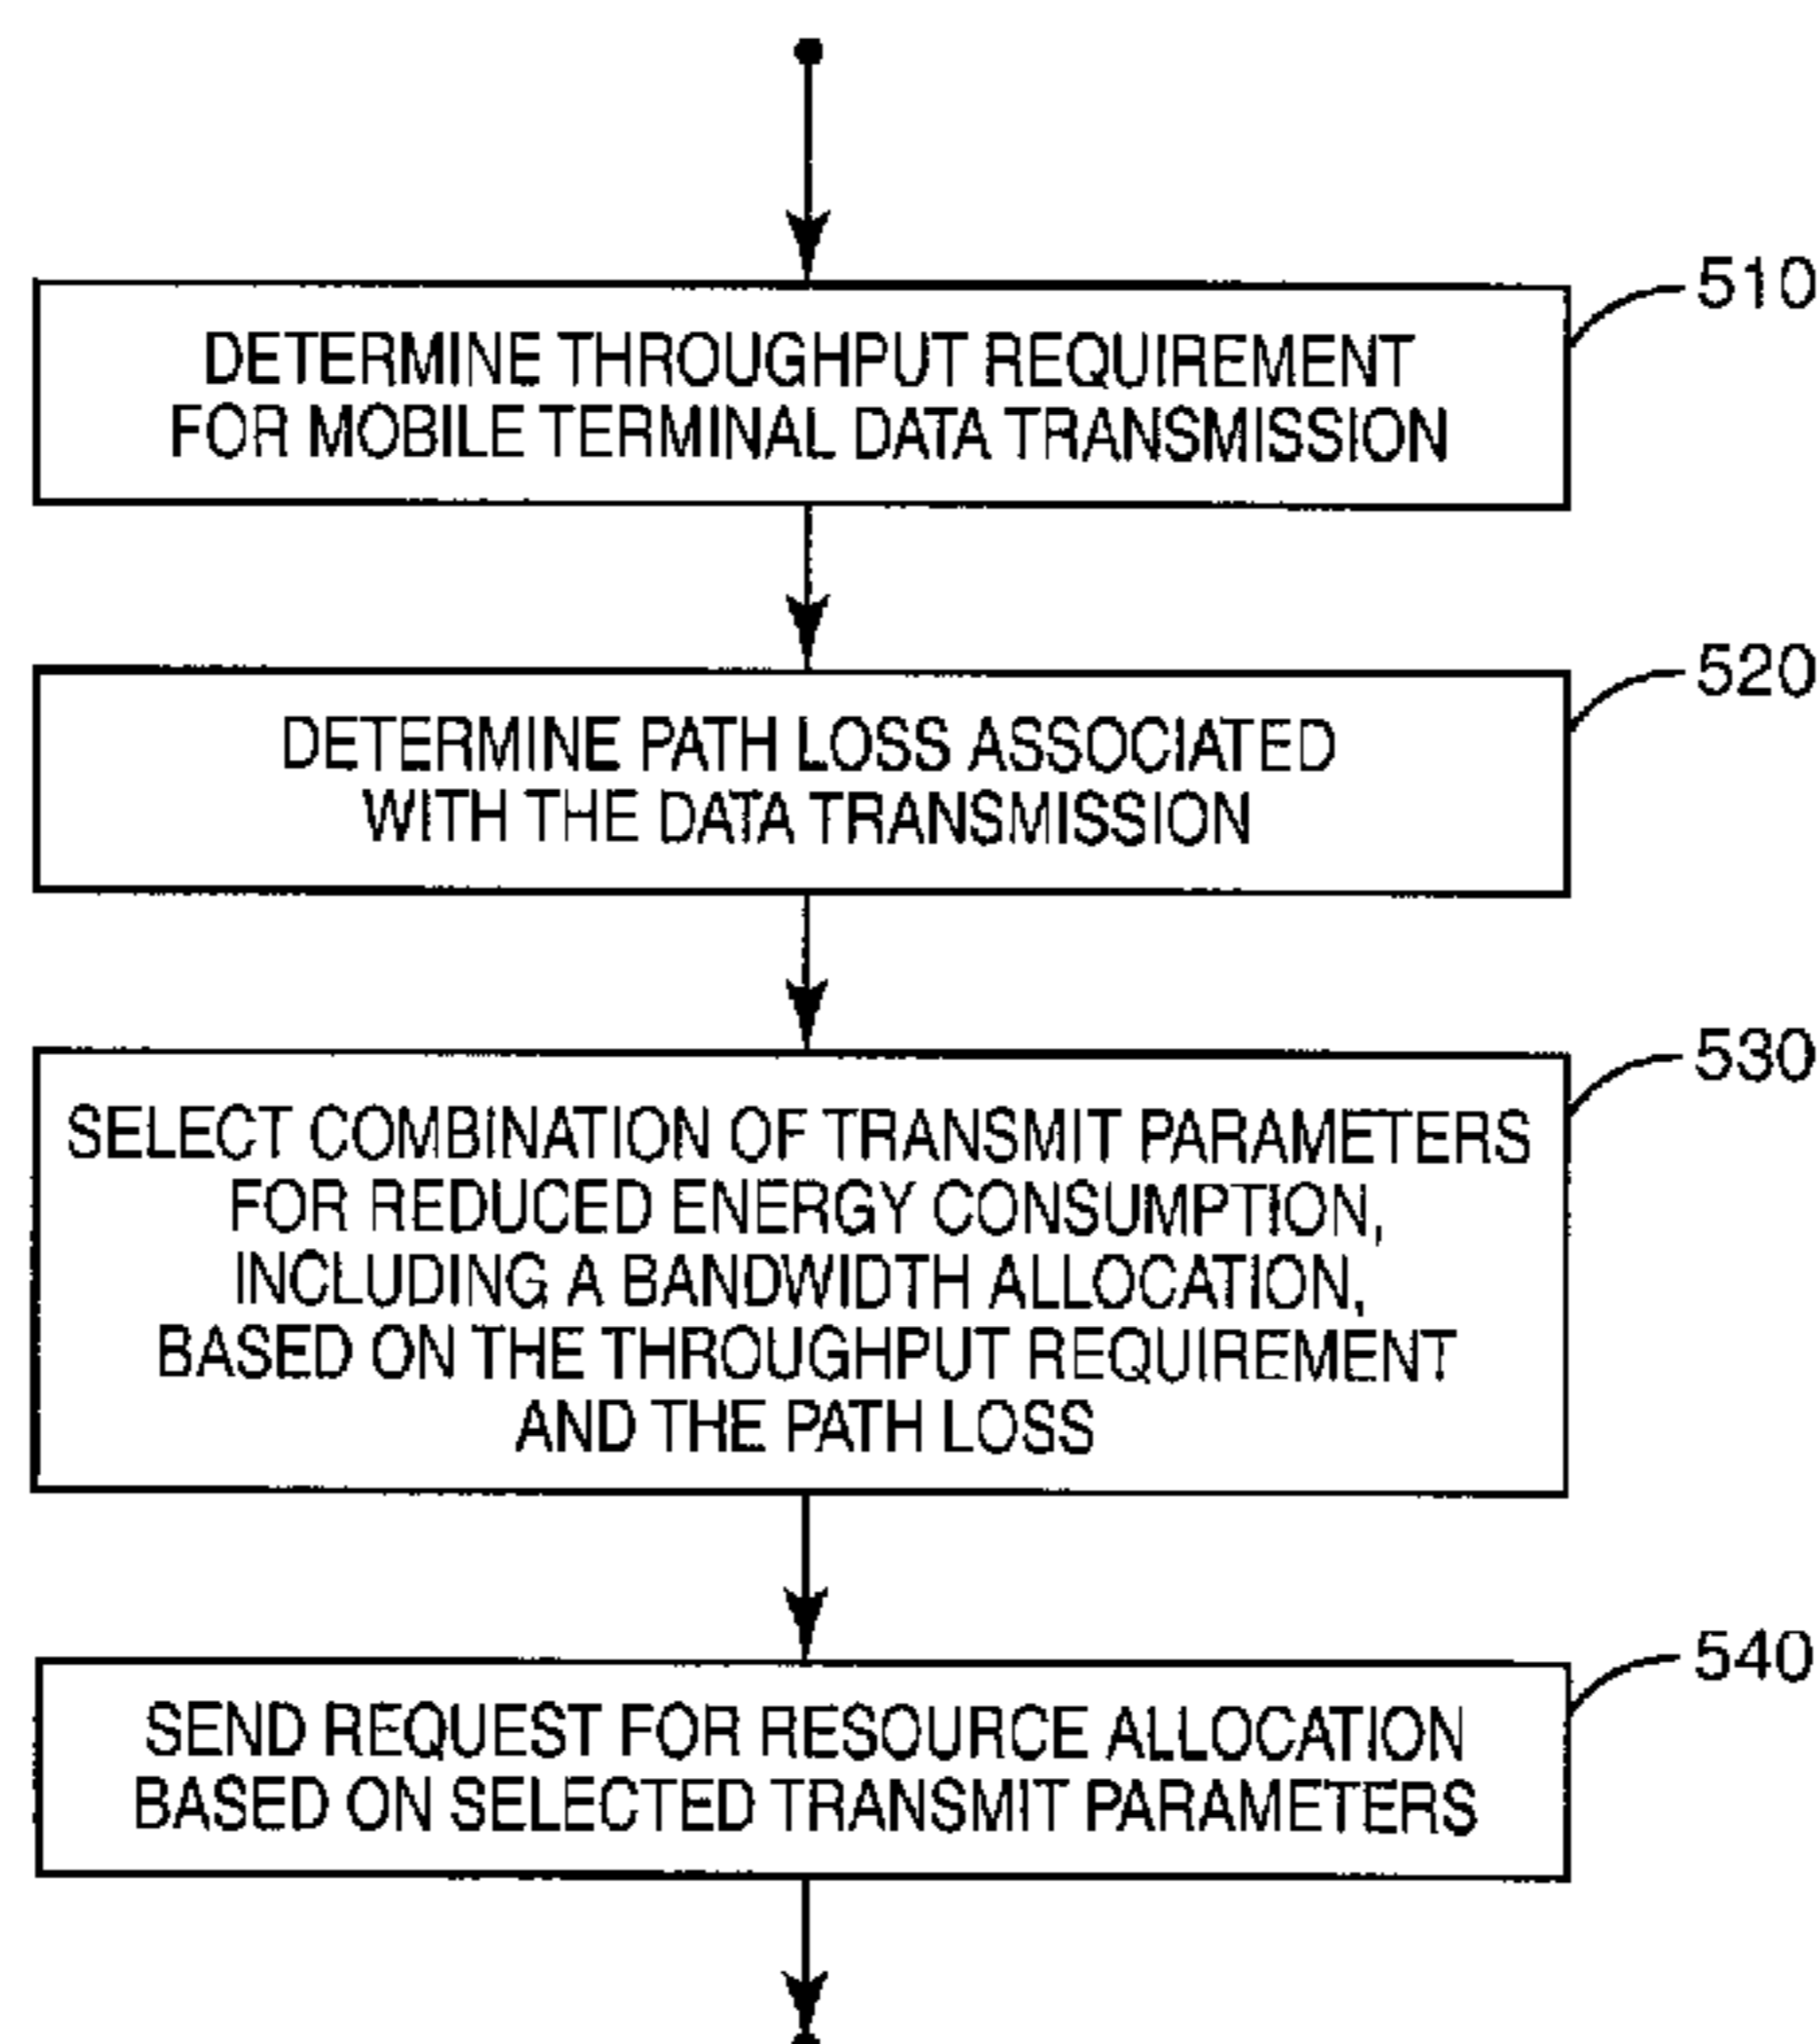 510
DETERMINE THROUGHPUT REQUIREMENT
FOR MOBILE TERMINAL DATA TRANSMISSION
520
DETERMINE PATH LOSS ASSOCIATED
WITH THE DATA TRANSMISSION
530
SELECT COMBINATION OF TRANSMIT PARAMETERS
FOR REDUCED ENERGY CONSUMPTION,
INCLUDING A BANDWIDTH ALLOCATION,
BASED ON THE THROUGHPUT REQUIREMENT
AND THE PATH LOSS
540
SEND REQUEST FOR RESOURCE ALLOCATION
BASED ON SELECTED TRANSMIT PARAMETERS